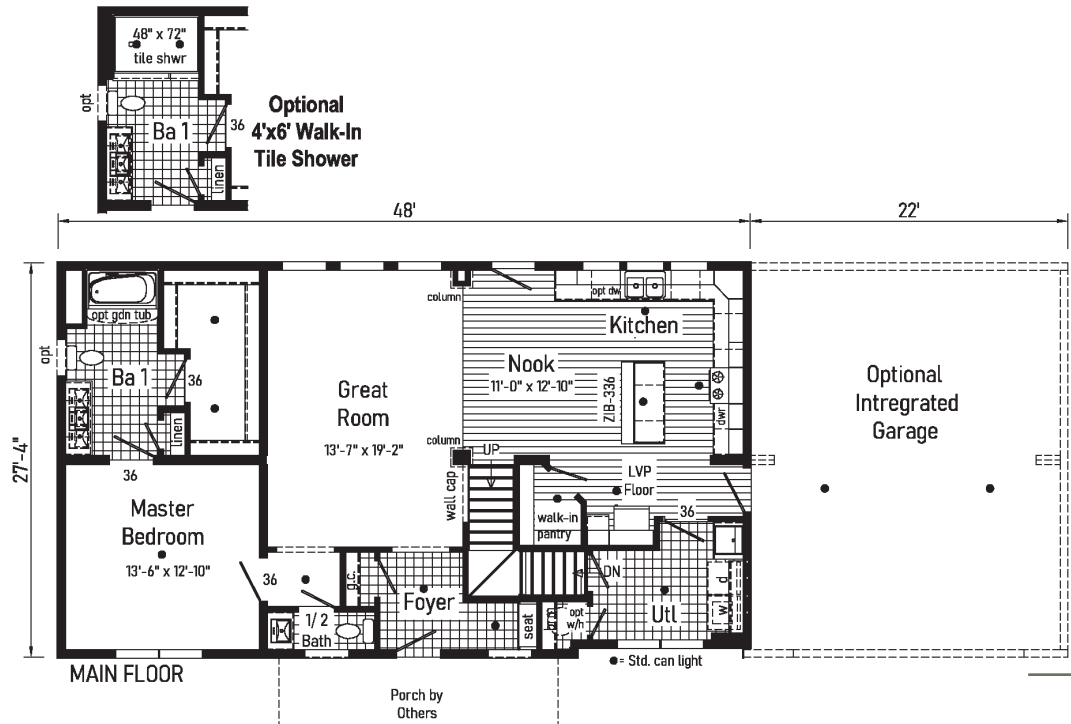 48" x 72"
tile shwr
opt
Ba 1
36
linen
Optional
4'x6' Walk-In
Tile Shower
48'
22'
27'-4"
opt gdn tub
opt
Ba 1
36
linen
36
Great
Room
13'-7" x 19'-2"
column
column
Nook
11'-0" x 12'-10"
opt dw
Kitchen
ZIB-336
dwr
Optional
Intregrated
Garage
UP
wall cap
LVP
Floor
walk-in
pantry
36
Master
Bedroom
13'-6" x 12'-10"
36
g.c.
Foyer
1/2
Bath
seat
DN
opt
w/h
Utl
d
w
= Std. can light
MAIN FLOOR
Porch by
Others